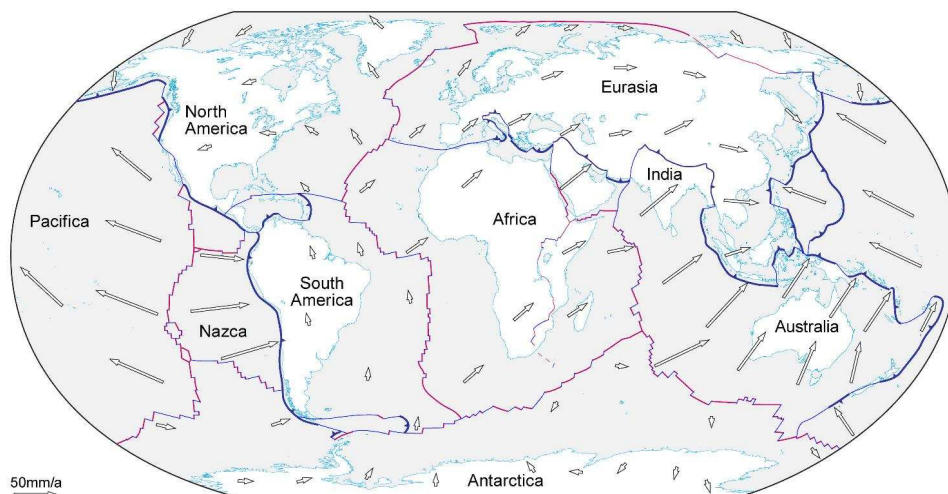 North
America
Eurasia
India
Pacifica
Africa
South
America
Nazca
Australia
Antarctica
50mm/a